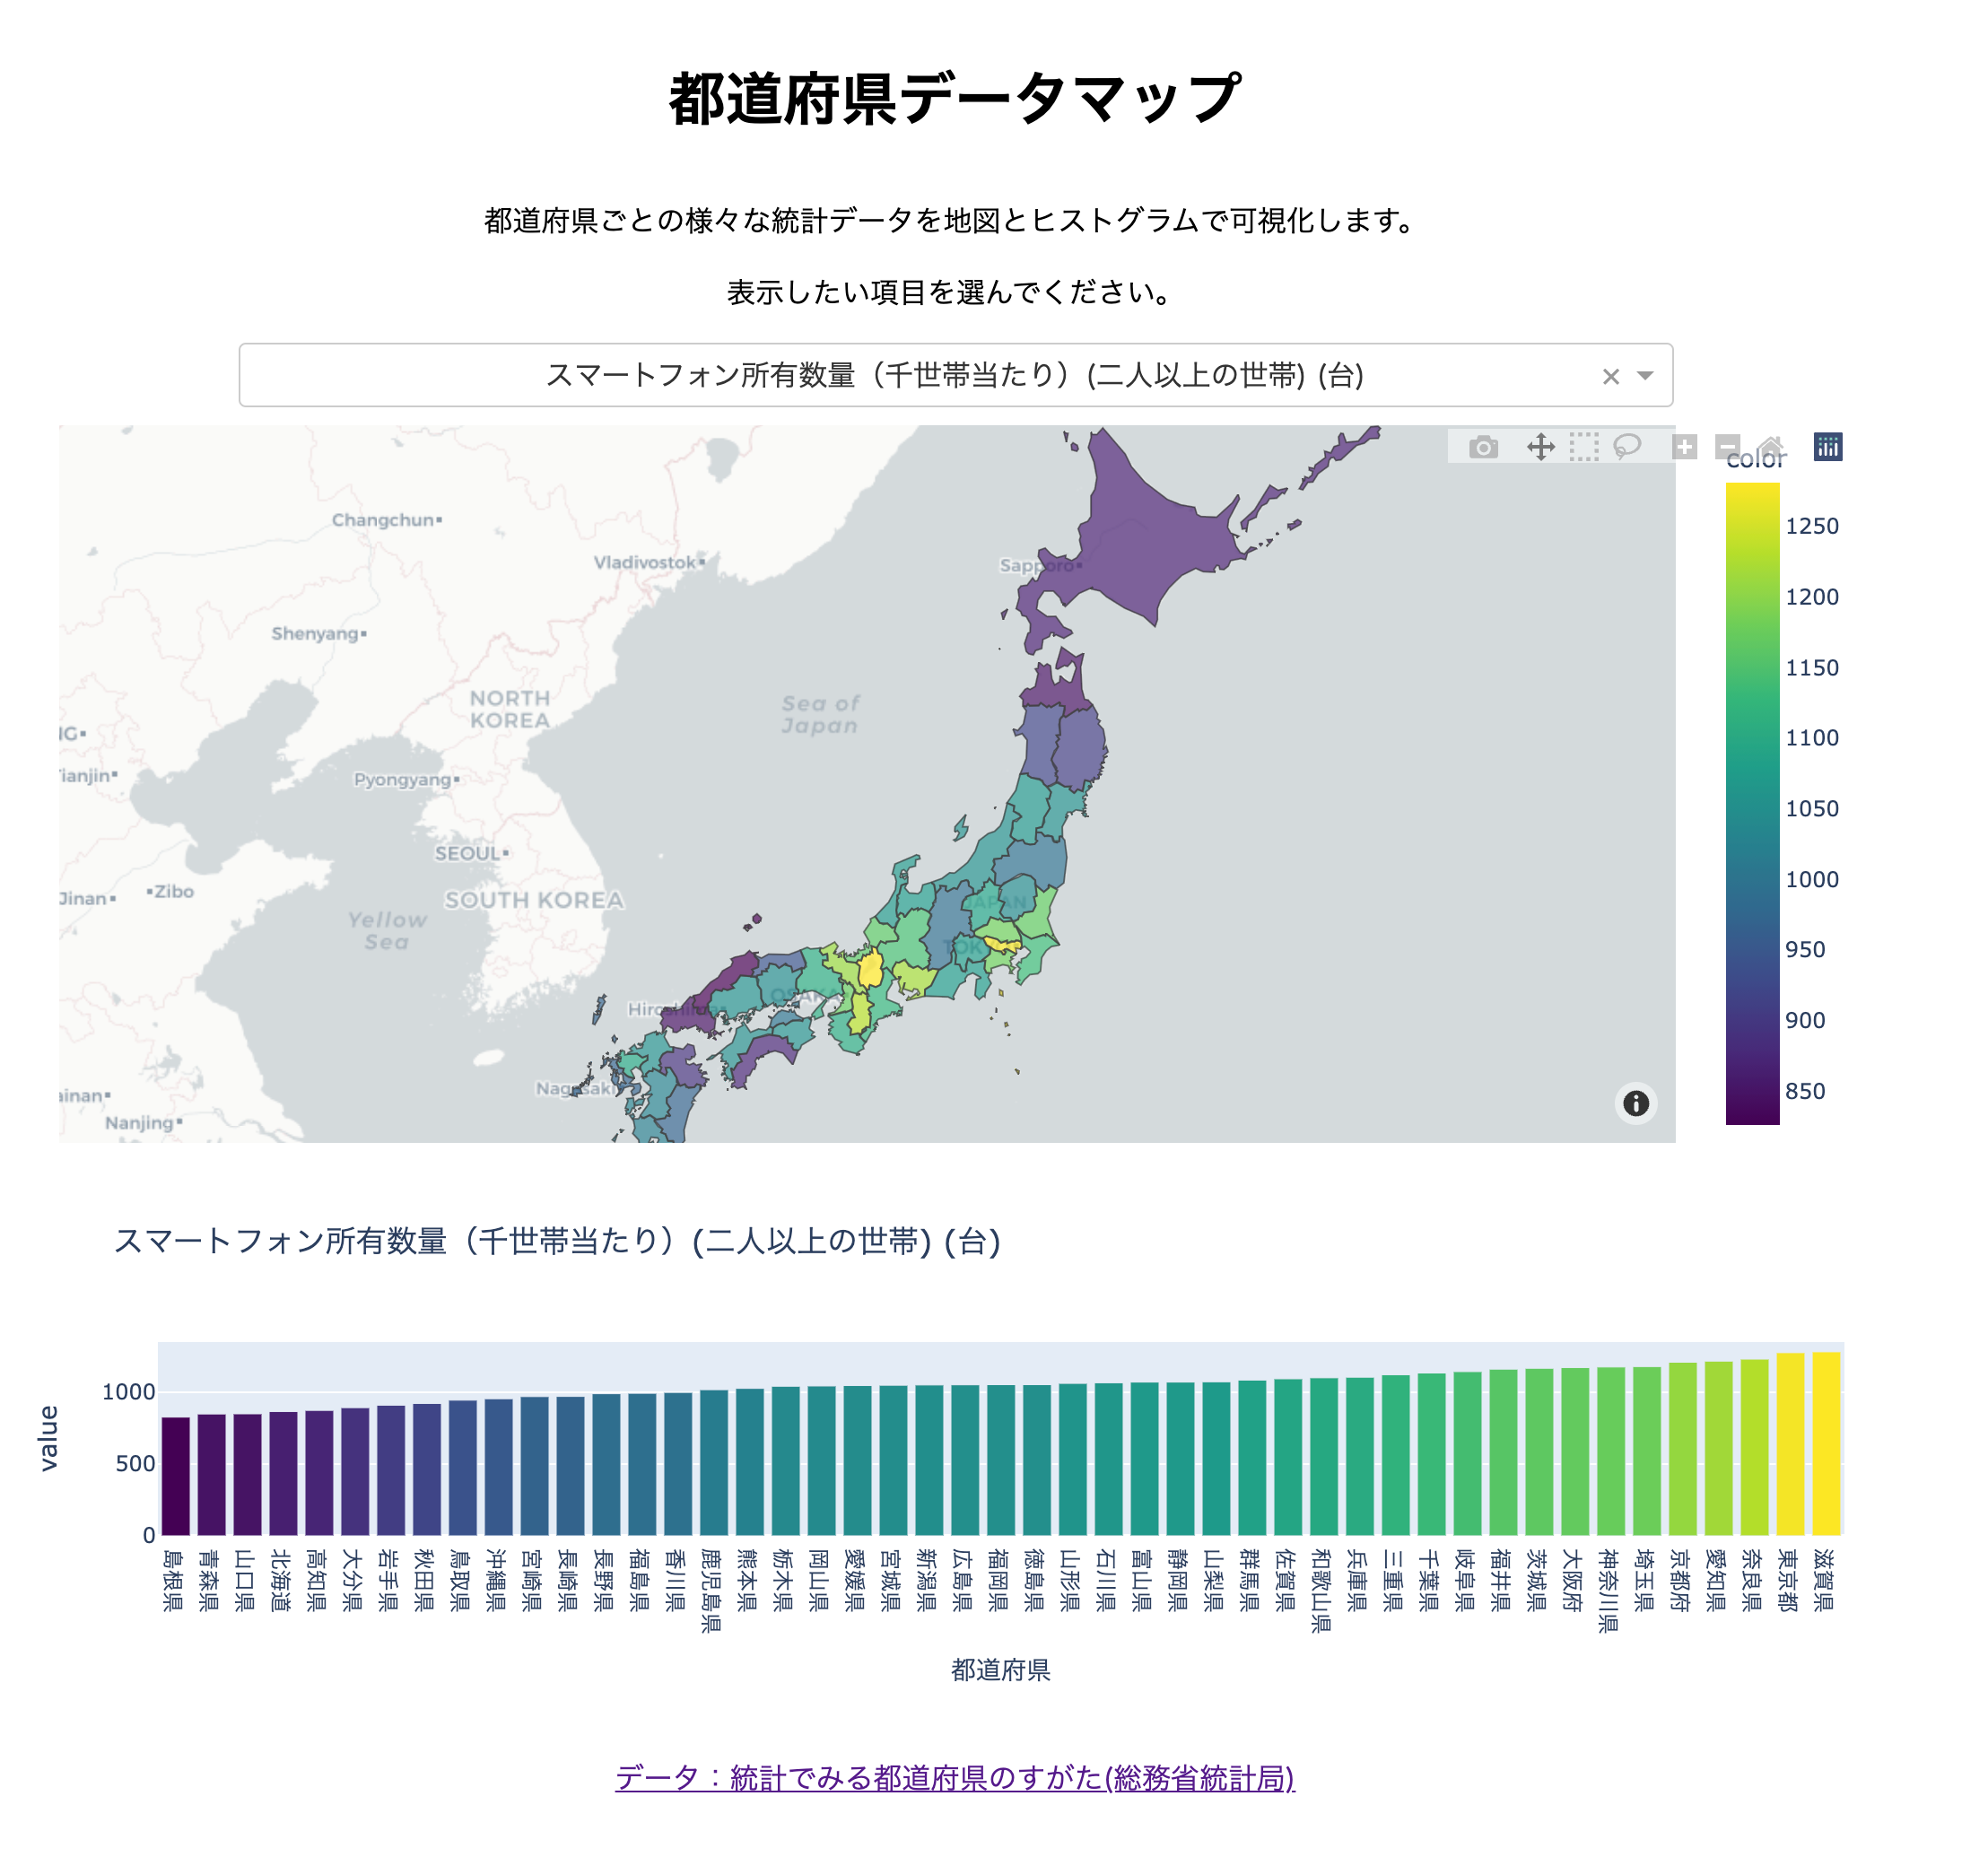 都道府県データマップ
都道府県ごとの様々な統計データを地図とヒストグラムで可視化します。
表示したい項目を選んでください。
スマートフォン所有数量（千世帯当たり）(二人以上の世帯) (台)
Changchun
Vladivostok
Sapporo
Shenyang
NORTH
KOREA
Sea of
Japan
NG
Tianjin
Pyongyang
SEOUL
Jinan
Zibo
SOUTH KOREA
Yellow
Sea
JAPAN
TOKYO
OSAKA
Hiroshima
Nagasaki
ainan
Nanjing
color
1250
1200
1150
1100
1050
1000
950
900
850
スマートフォン所有数量（千世帯当たり）(二人以上の世帯) (台)
value
1000
500
0
島根県
青森県
山口県
北海道
高知県
大分県
岩手県
秋田県
鳥取県
沖縄県
宮崎県
長崎県
長野県
福島県
香川県
鹿児島県
熊本県
栃木県
岡山県
愛媛県
宮城県
新潟県
広島県
福岡県
徳島県
山形県
石川県
富山県
静岡県
山梨県
群馬県
佐賀県
和歌山県
兵庫県
三重県
千葉県
岐阜県
福井県
茨城県
大阪府
神奈川県
埼玉県
京都府
愛知県
奈良県
東京都
滋賀県
都道府県
データ：統計でみる都道府県のすがた(総務省統計局)